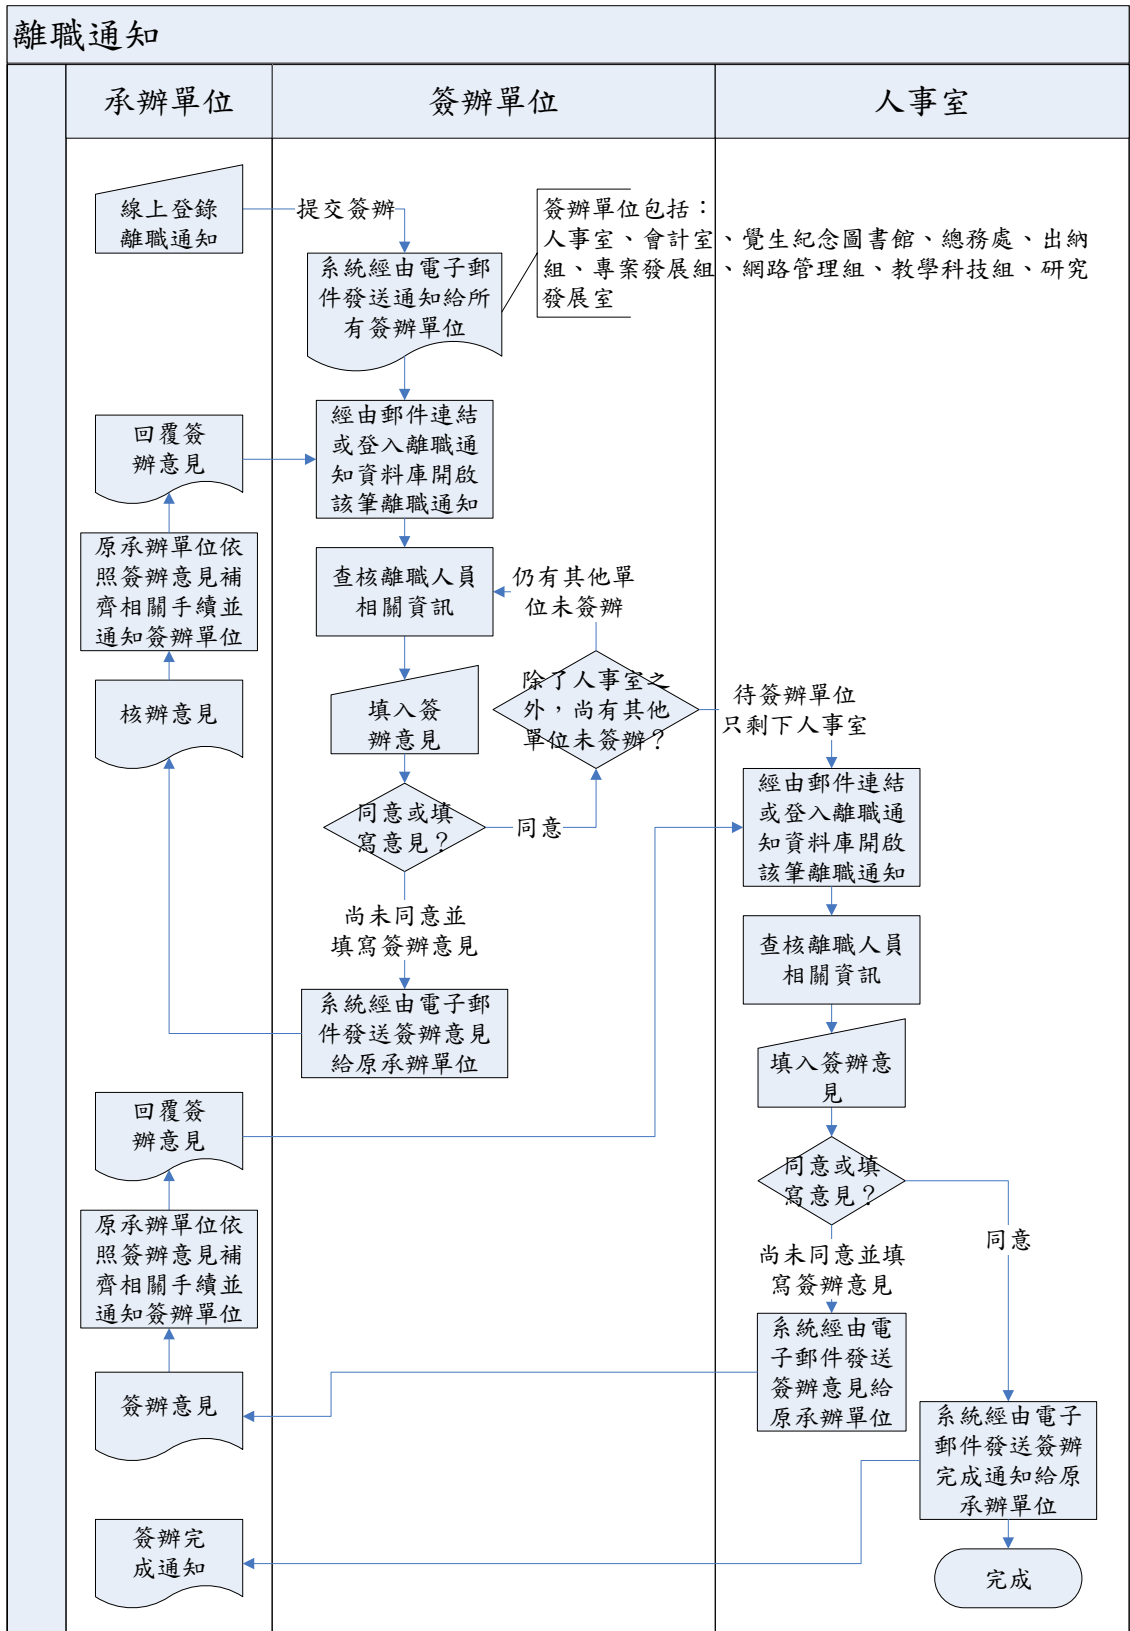 離職通知
承辦單位
簽辦單位
人事室
線上登錄
離職通知
提交簽辦
系統經由電子郵
件發送通知給所
有簽辦單位
簽辦單位包括：
人事室、會計室、覺生紀念圖書館、總務處、出納
組、專案發展組、網路管理組、教學科技組、研究
發展室
經由郵件連結
或登入離職通
知資料庫開啟
該筆離職通知
回覆簽
辦意見
原承辦單位依
照簽辦意見補
齊相關手續並
通知簽辦單位
核辦意見
查核離職人員
相關資訊
仍有其他單
位未簽辦
填入簽
辦意見
除了人事室之
外，尚有其他
單位未簽辦？
待簽辦單位
只剩下人事室
同意或填
寫意見？
同意
尚未同意並
填寫簽辦意見
系統經由電子郵
件發送簽辦意見
給原承辦單位
經由郵件連結
或登入離職通
知資料庫開啟
該筆離職通知
查核離職人員
相關資訊
填入簽辦意
見
同意或填
寫意見？
同意
尚未同意並填
寫簽辦意見
系統經由電
子郵件發送
簽辦意見給
原承辦單位
回覆簽
辦意見
原承辦單位依
照簽辦意見補
齊相關手續並
通知簽辦單位
簽辦意見
系統經由電子
郵件發送簽辦
完成通知給原
承辦單位
簽辦完
成通知
完成